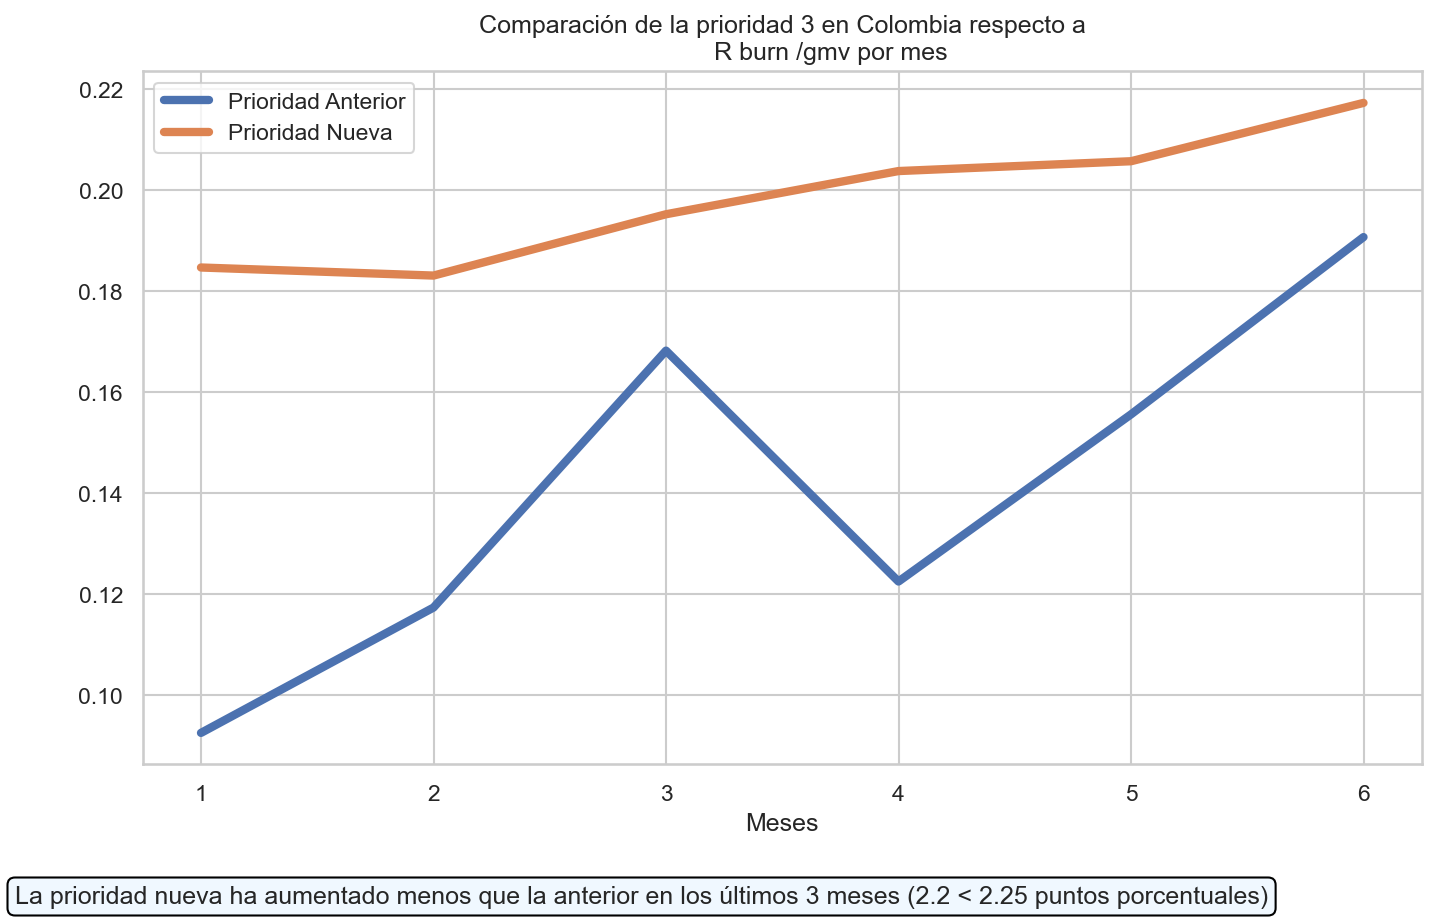 Comparación de la prioridad 3 en Colombia respecto a
R burn /gmv por mes
Prioridad Anterior
Prioridad Nueva
0.22
0.20
0.18
0.16
0.14
0.12
0.10
1 2 3 4 5 6
Meses
La prioridad nueva ha aumentado menos que la anterior en los últimos 3 meses (2.2 < 2.25 puntos porcentuales)